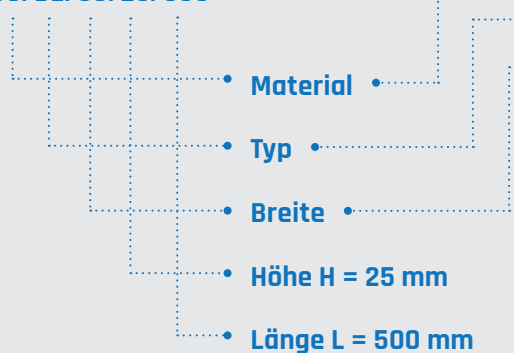 Material
Typ
Breite
Höhe H = 25 mm
Länge L = 500 mm